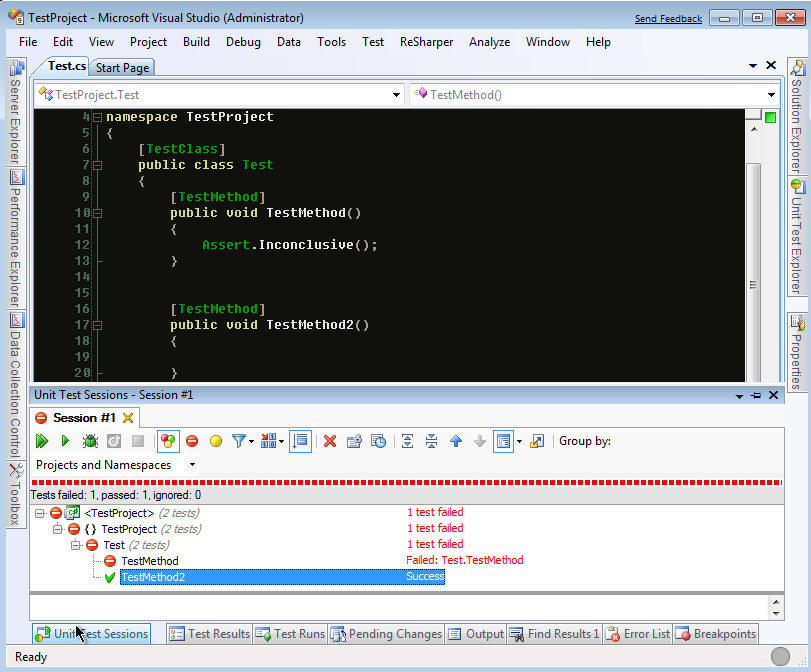 TestProject - Microsoft Visual Studio (Administrator)
Send Feedback
File Edit View Project Build Debug Data Tools Test ReSharper Analyze Window Help
Test.cs Start Page
TestProject.Test TestMethod()
4 namespace TestProject
5 {
6 [TestClass]
7 public class Test
8 {
9 [TestMethod]
10 public void TestMethod()
11 {
12 Assert.Inconclusive();
13 }
14
15
16 [TestMethod]
17 public void TestMethod2()
18 {
19
20 }
Server Explorer
Performance Explorer
Data Collection Control
Toolbox
Solution Explorer
Unit Test Explorer
Properties
Unit Test Sessions - Session #1
Session #1
Group by:
Projects and Namespaces
Tests failed: 1, passed: 1, ignored: 0
<TestProject> (2 tests) 1 test failed
{} TestProject (2 tests) 1 test failed
Test (2 tests) 1 test failed
TestMethod Failed: Test.TestMethod
TestMethod2 Success
Unit Test Sessions Test Results Test Runs Pending Changes Output Find Results 1 Error List Breakpoints
Ready